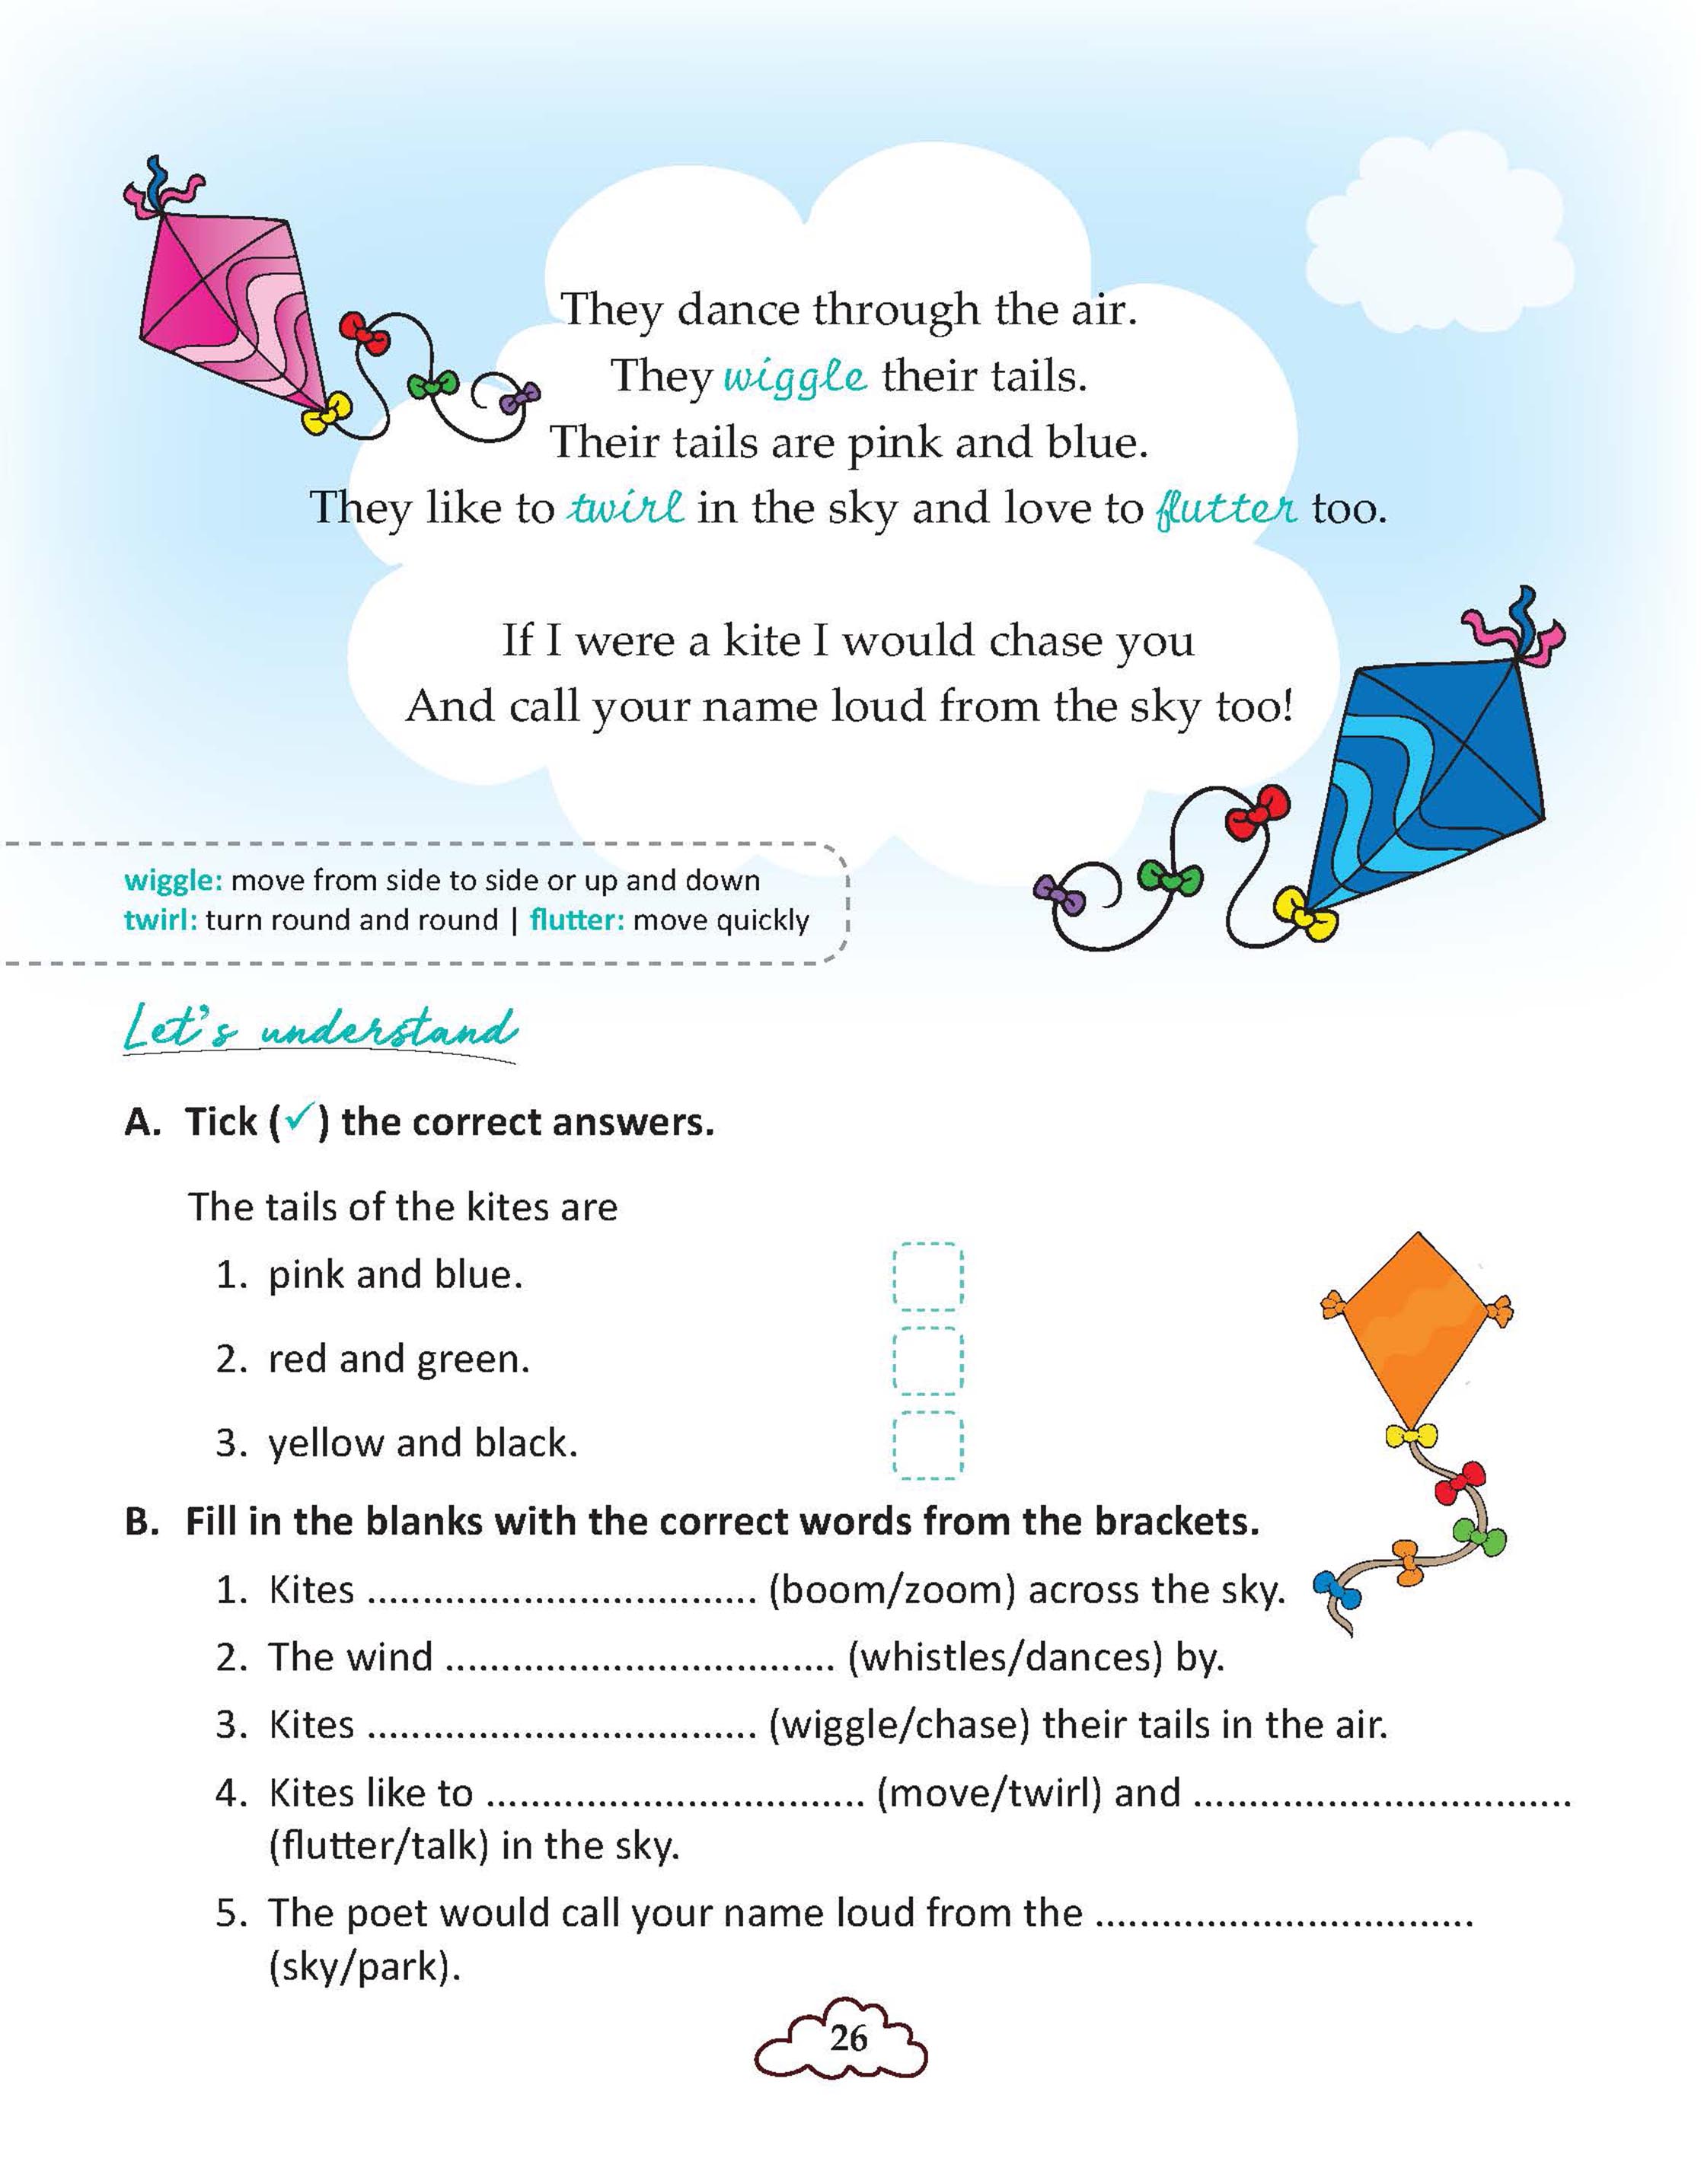 They dance through the air.
They wiggle their tails.
Their tails are pink and blue.
They like to twirl in the sky and love to flutter too.
If I were a kite I would chase you
And call your name loud from the sky too!
wiggle: move from side to side or up and down
twirl: turn round and round | flutter: move quickly
Let's understand
A. Tick (✓) the correct answers.
The tails of the kites are
1. pink and blue.
2. red and green.
3. yellow and black.
B. Fill in the blanks with the correct words from the brackets.
1. Kites ................................... (boom/zoom) across the sky.
2. The wind ................................... (whistles/dances) by.
3. Kites ................................... (wiggle/chase) their tails in the air.
4. Kites like to .................................. (move/twirl) and ..................................
(flutter/talk) in the sky.
5. The poet would call your name loud from the ..................................
(sky/park).
26